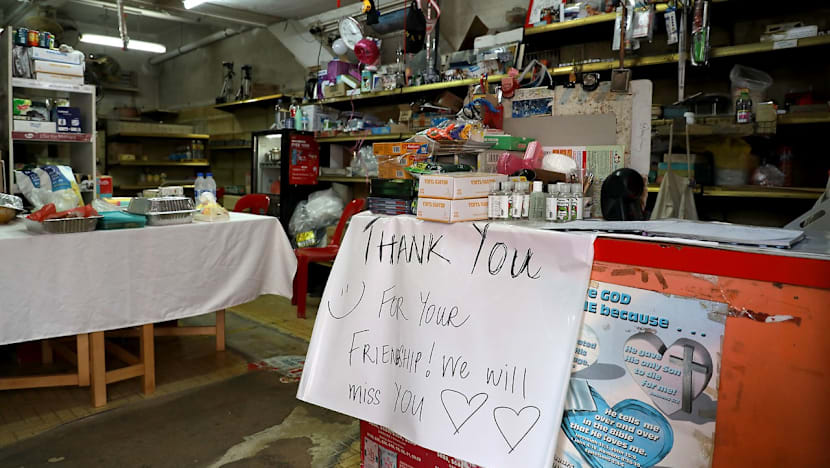 THANK YOU
FOR YOUR
FRIENDSHIP! We will
miss YOU
GOD
because . . .
He gave
His only Son
to die
for me!
He tells me
over and over
in the Bible
that He loves me.